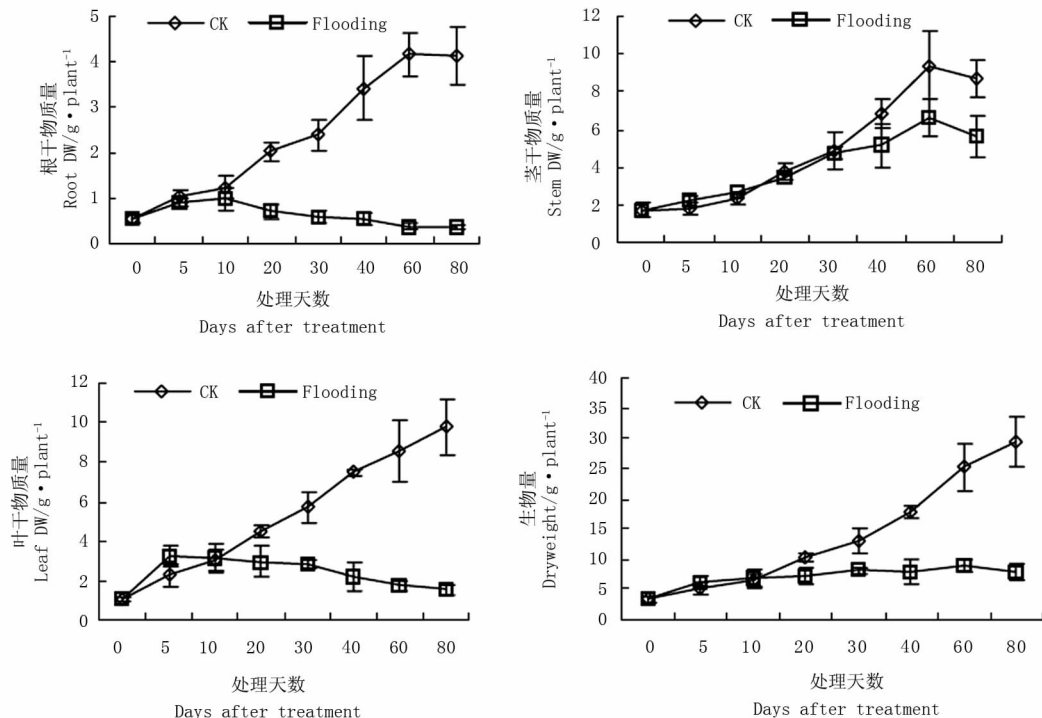 CK Flooding
5
4
3
2
1
0
根干物质量
Root DW/g·plant⁻¹
0 5 10 20 30 40 60 80
处理天数
Days after treatment
CK Flooding
12
10
8
6
4
2
0
茎干物质量
Stem DW/g·plant⁻¹
0 5 10 20 30 40 60 80
处理天数
Days after treatment
CK Flooding
12
10
8
6
4
2
0
叶干物质量
Leaf DW/g·plant⁻¹
0 5 10 20 30 40 60 80
处理天数
Days after treatment
CK Flooding
40
35
30
25
20
15
10
5
0
生物量
Dryweight/g·plant⁻¹
0 5 10 20 30 40 60 80
处理天数
Days after treatment